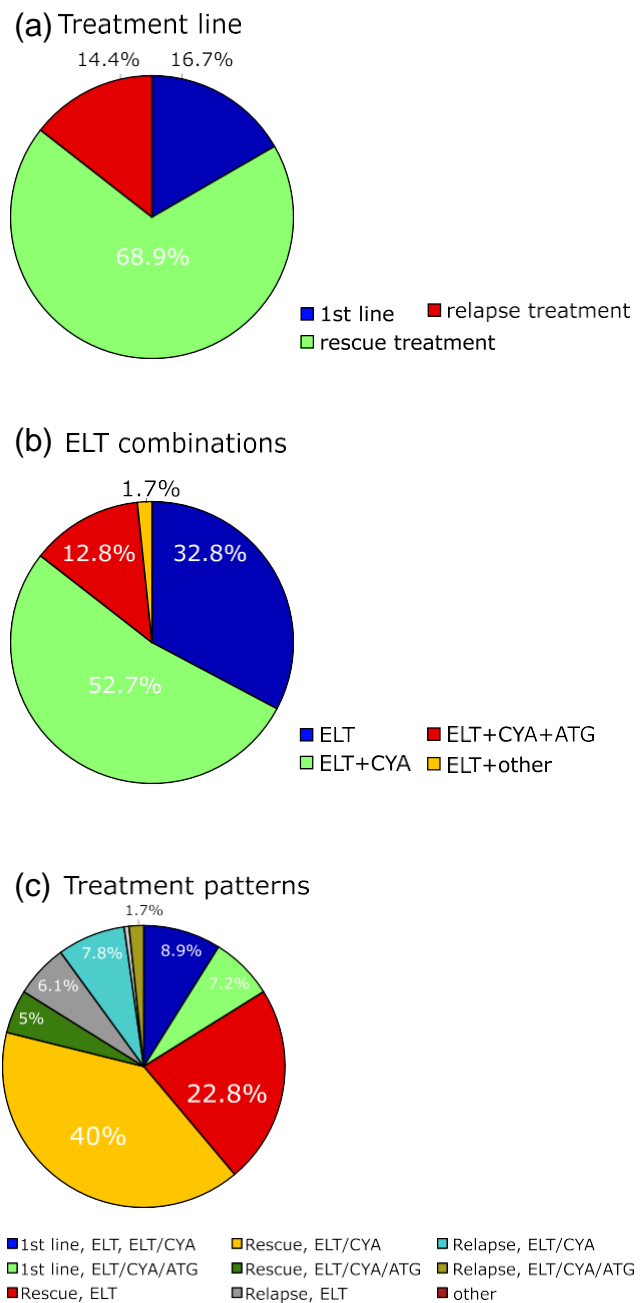 (a) Treatment line
14.4% 16.7%
68.9%
1st line relapse treatment
rescue treatment
(b) ELT combinations
1.7%
12.8% 32.8%
52.7%
ELT ELT+CYA+ATG
ELT+CYA ELT+other
(c) Treatment patterns
1.7%
7.8% 8.9%
6.1% 7.2%
5%
22.8%
40%
1st line, ELT, ELT/CYA Rescue, ELT/CYA Relapse, ELT/CYA
1st line, ELT/CYA/ATG Rescue, ELT/CYA/ATG Relapse, ELT/CYA/ATG
Rescue, ELT Relapse, ELT other